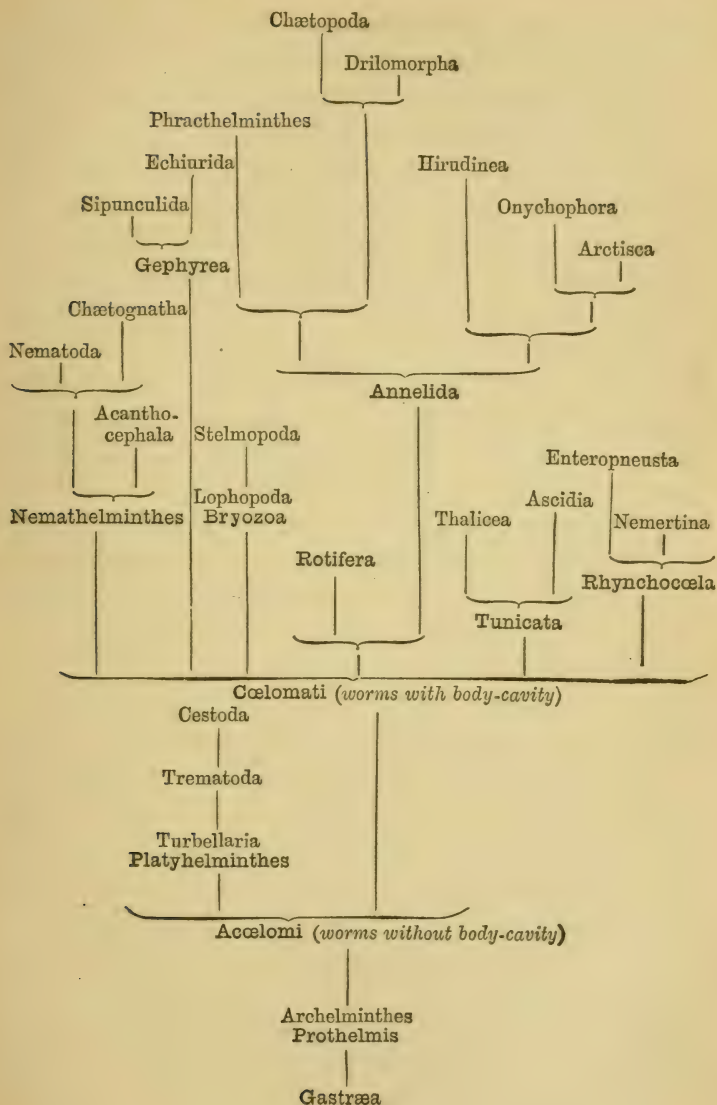 Chætopoda
Drilomorpha
Phracthelminthes
Echiurida
Hirudinea
Sipunculida
Onychophora
Arctisca
Gephyrea
Chætognatha
Nematoda
Annelida
Acantho-
cephala
Stelmopoda
Enteropneusta
Lophopoda
Ascidia
Nemathelminthes
Bryozoa
Thalicea
Nemertina
Rotifera
Rhynchocœla
Tunicata
Cœlomati (worms with body-cavity)
Cestoda
Trematoda
Turbellaria
Platyhelminthes
Accelomi (worms without body-cavity)
Archelminthes
Prothelmis
Gastræa